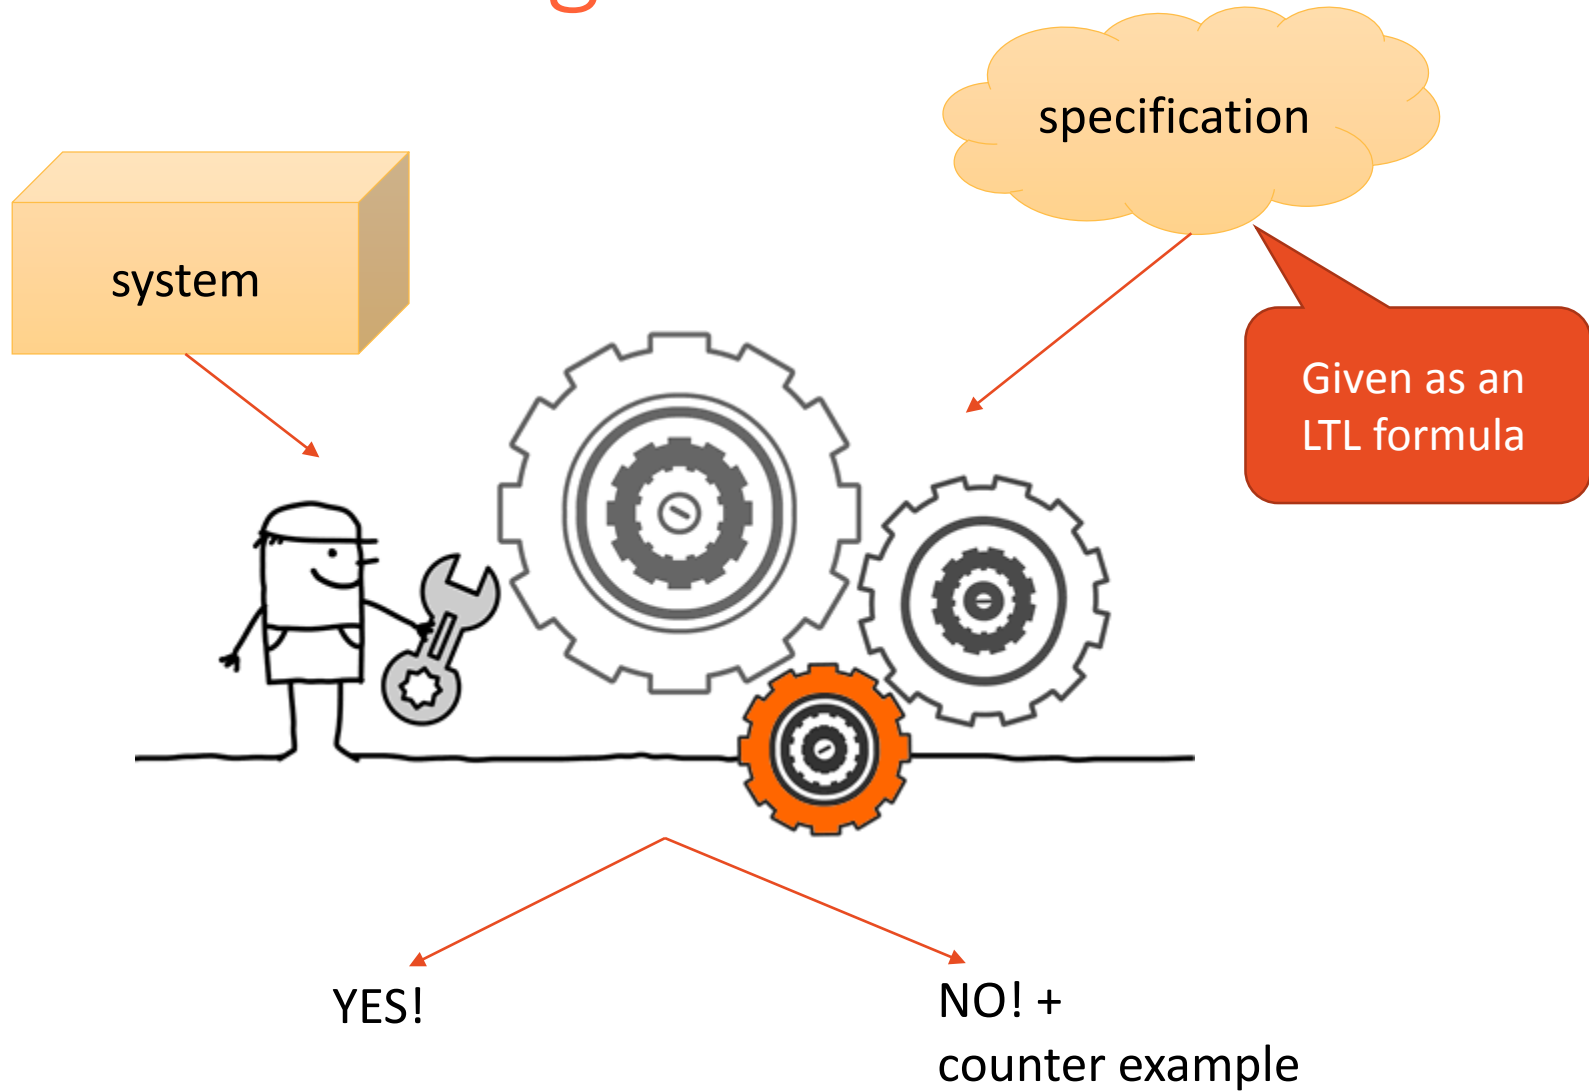 specification
system
Given as an
LTL formula
YES!
NO! +
counter example